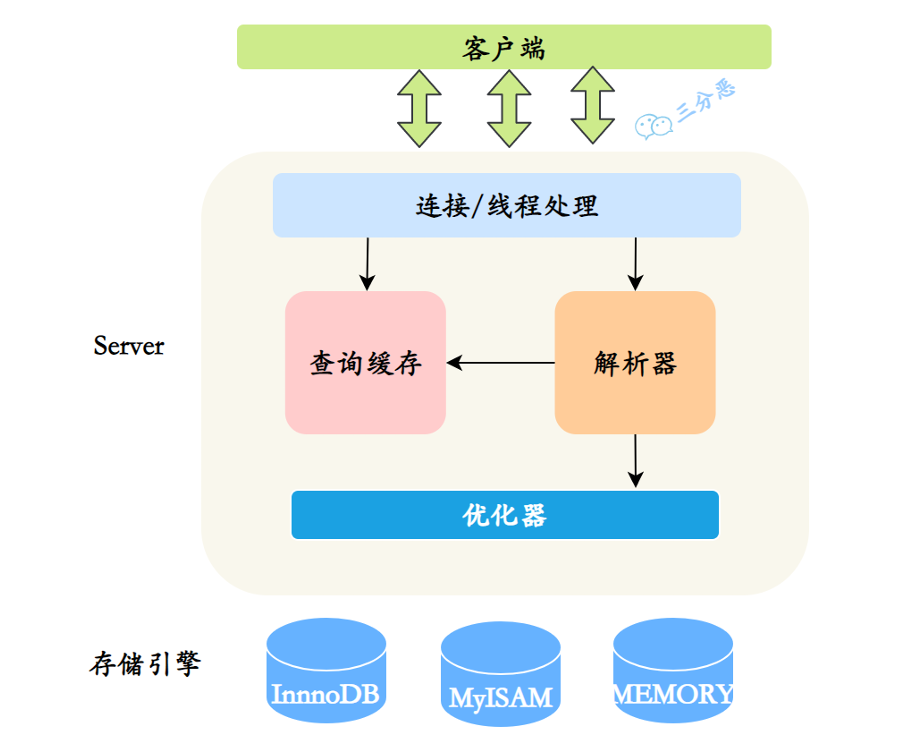 客户端
三分恶
连接/线程处理
Server
查询缓存
解析器
优化器
存储引擎
InnnoDB
MyISAM
MEMORY